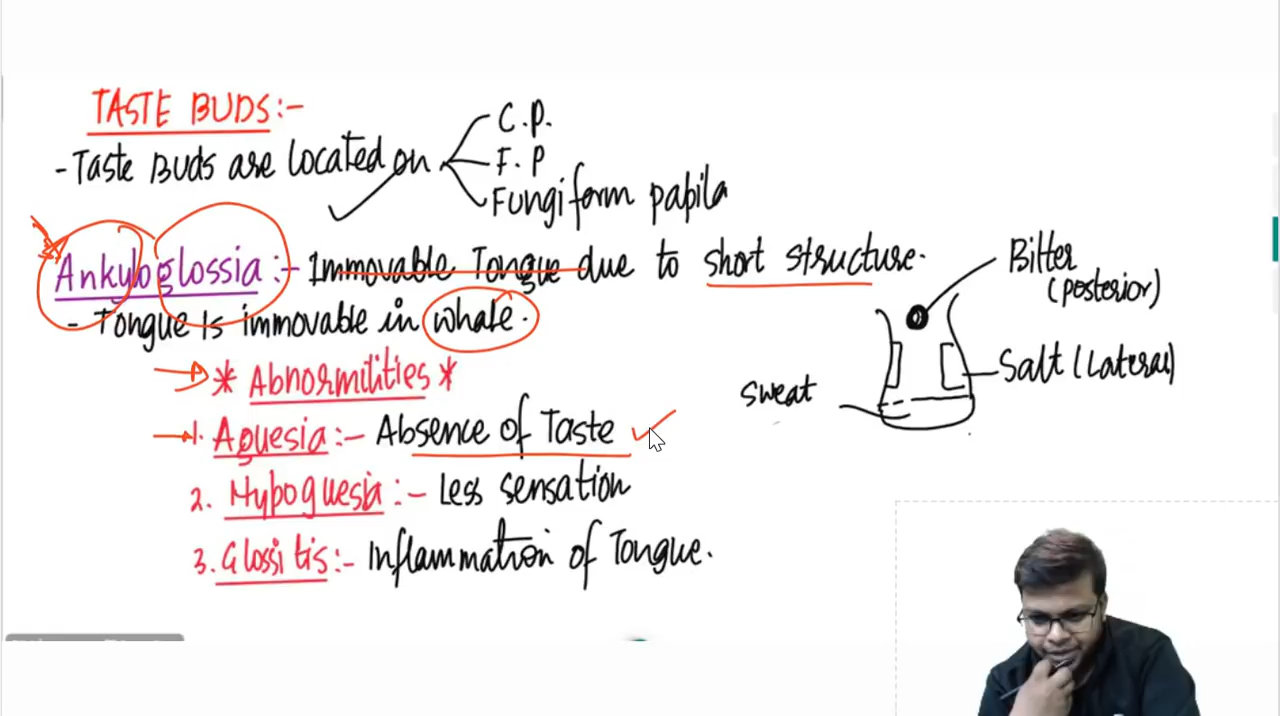 TASTE BUDS:-
- Taste Buds are located on
C.P.
F.P
Fungiform papila
Ankyloglossia :- Immovable Tongue due to short structure.
- Tongue Is immovable in whale.
* Abnormilities *
1. Aguesia :- Absence of Taste
2. Hypoguesia :- Less sensation
3. Glossitis :- Inflammation of Tongue.
Bitter
(posterior)
Salt (Lateral)
Sweat